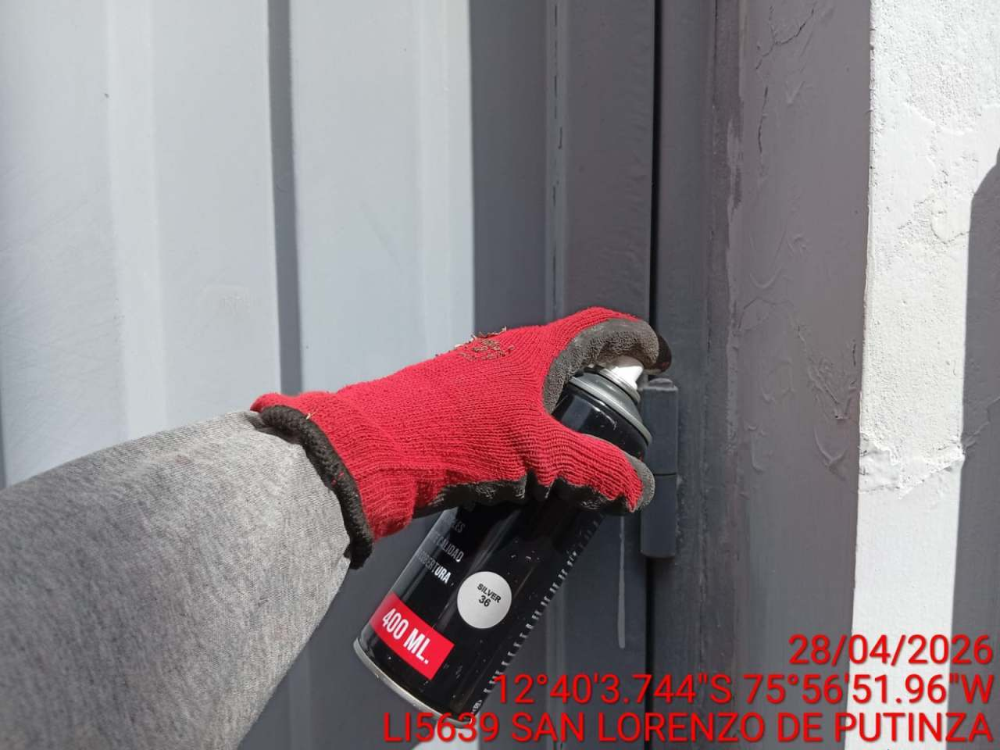 CALIDAD
SILVER
36
400 ML.
28/04/2026
12°40'3.744"S 75°56'51.96"W
LI5639 SAN LORENZO DE PUTINZA